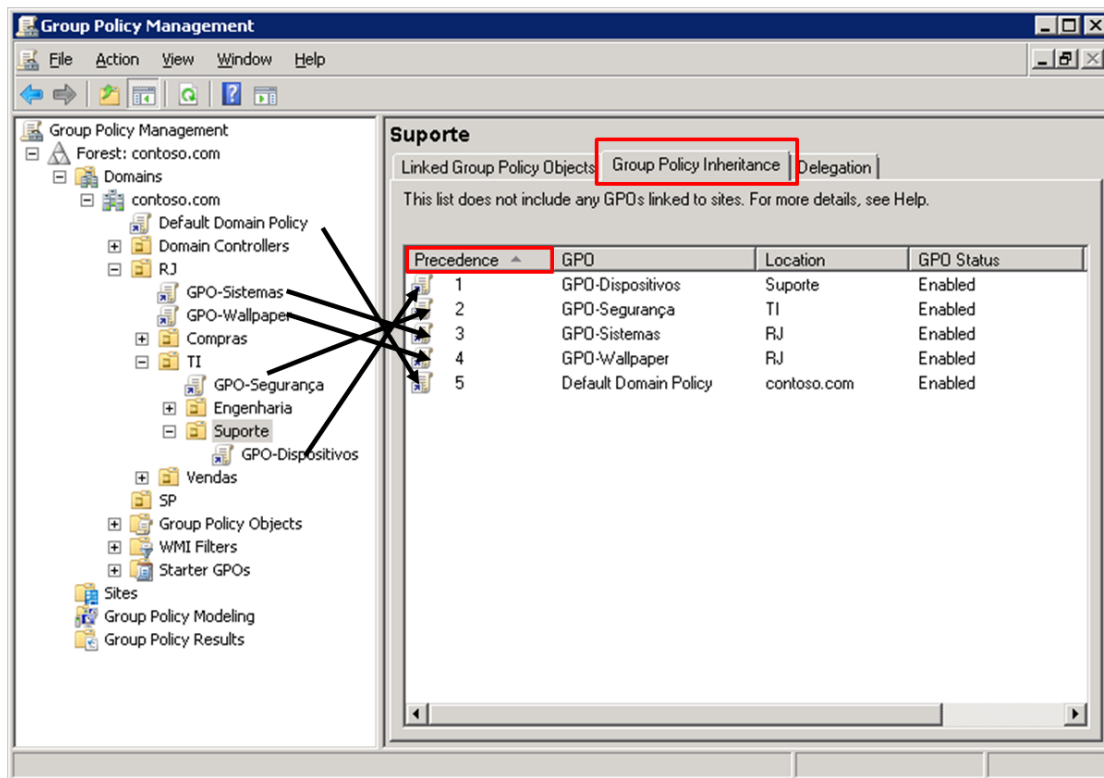 Group Policy Management
File Action View Window Help
Group Policy Management
Forest: contoso.com
Domains
contoso.com
Default Domain Policy
Domain Controllers
RJ
GPO-Sistemas
GPO-Wallpaper
Compras
TI
GPO-Segurança
Engenharia
Suporte
GPO-Dispositivos
Vendas
SP
Group Policy Objects
WMI Filters
Starter GPOs
Sites
Group Policy Modeling
Group Policy Results
Suporte
Linked Group Policy Objects Group Policy Inheritance Delegation
This list does not include any GPOs linked to sites. For more details, see Help.
Precedence GPO Location GPO Status
1 GPO-Dispositivos Suporte Enabled
2 GPO-Segurança TI Enabled
3 GPO-Sistemas RJ Enabled
4 GPO-Wallpaper RJ Enabled
5 Default Domain Policy contoso.com Enabled